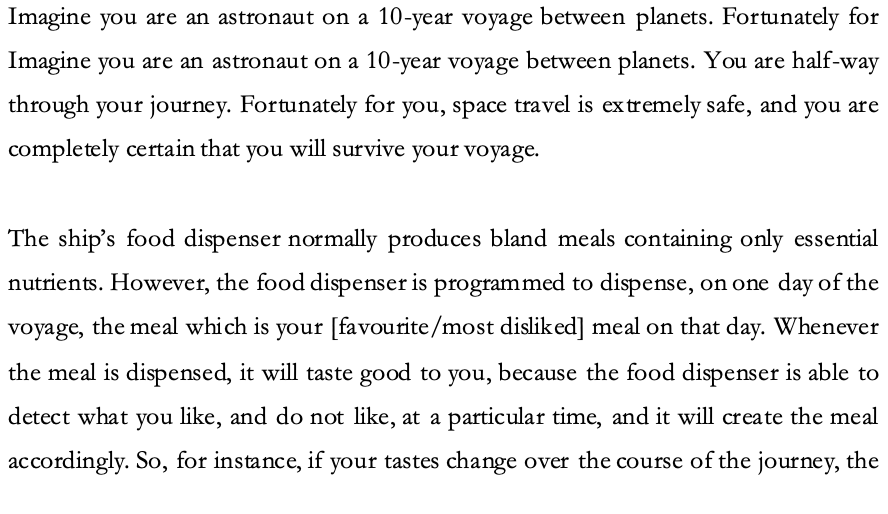 Imagine you are an astronaut on a 10-year voyage between planets. Fortunately for
Imagine you are an astronaut on a 10-year voyage between planets. You are half-way
through your journey. Fortunately for you, space travel is extremely safe, and you are
completely certain that you will survive your voyage.
The ship's food dispenser normally produces bland meals containing only essential
nutrients. However, the food dispenser is programmed to dispense, on one day of the
voyage, the meal which is your [favourite/most disliked] meal on that day. Whenever
the meal is dispensed, it will taste good to you, because the food dispenser is able to
detect what you like, and do not like, at a particular time, and it will create the meal
accordingly. So, for instance, if your tastes change over the course of the journey, the